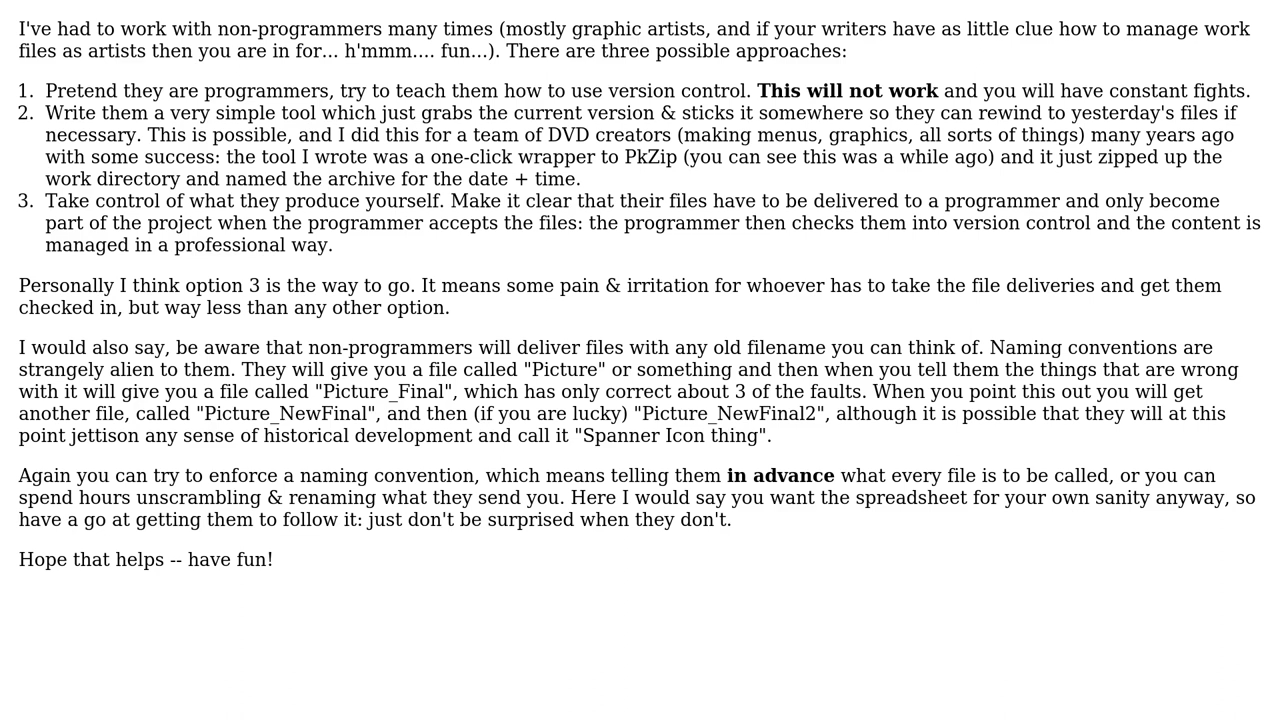 I've had to work with non-programmers many times (mostly graphic artists, and if your writers have as little clue how to manage work
files as artists then you are in for... h'mmm.... fun...). There are three possible approaches:
1. Pretend they are programmers, try to teach them how to use version control. This will not work and you will have constant fights.
2. Write them a very simple tool which just grabs the current version & sticks it somewhere so they can rewind to yesterday's files if
necessary. This is possible, and I did this for a team of DVD creators (making menus, graphics, all sorts of things) many years ago
with some success: the tool I wrote was a one-click wrapper to PkZip (you can see this was a while ago) and it just zipped up the
work directory and named the archive for the date + time.
3. Take control of what they produce yourself. Make it clear that their files have to be delivered to a programmer and only become
part of the project when the programmer accepts the files: the programmer then checks them into version control and the content is
managed in a professional way.
Personally I think option 3 is the way to go. It means some pain & irritation for whoever has to take the file deliveries and get them
checked in, but way less than any other option.
I would also say, be aware that non-programmers will deliver files with any old filename you can think of. Naming conventions are
strangely alien to them. They will give you a file called "Picture" or something and then when you tell them the things that are wrong
with it will give you a file called "Picture_Final", which has only correct about 3 of the faults. When you point this out you will get
another file, called "Picture_NewFinal", and then (if you are lucky) "Picture_NewFinal2", although it is possible that they will at this
point jettison any sense of historical development and call it "Spanner Icon thing".
Again you can try to enforce a naming convention, which means telling them in advance what every file is to be called, or you can
spend hours unscrambling & renaming what they send you. Here I would say you want the spreadsheet for your own sanity anyway, so
have a go at getting them to follow it: just don't be surprised when they don't.
Hope that helps -- have fun!